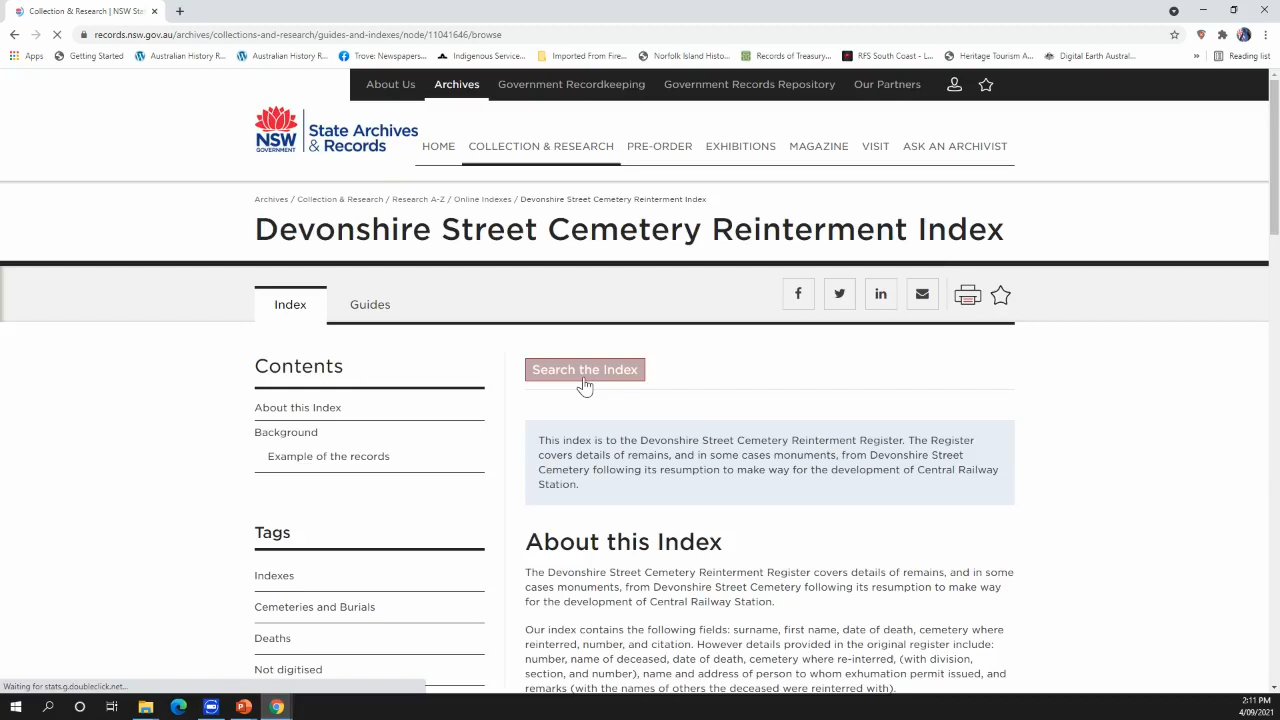 Collection & Research | NSW Sta
records.nsw.gov.au/archives/collections-and-research/guides-and-indexes/node/11041646/browse
Apps Getting Started Australian History R... Australian History R... Trove: Newspapers... Indigenous Service... Imported From Fire... Norfolk Island Histo... Records of Treasury... RFS South Coast - L... Heritage Tourism A... Digital Earth Austral... » Reading list
About Us Archives Government Recordkeeping Government Records Repository Our Partners
NSW
GOVERNMENT
State Archives
& Records
HOME COLLECTION & RESEARCH PRE-ORDER EXHIBITIONS MAGAZINE VISIT ASK AN ARCHIVIST
Archives / Collection & Research / Research A-Z / Online Indexes / Devonshire Street Cemetery Reinterment Index
Devonshire Street Cemetery Reinterment Index
Index Guides
Contents
About this Index
Background
Example of the records
Tags
Indexes
Cemeteries and Burials
Deaths
Not digitised
Search the Index
This index is to the Devonshire Street Cemetery Reinterment Register. The Register
covers details of remains, and in some cases monuments, from Devonshire Street
Cemetery following its resumption to make way for the development of Central Railway
Station.
About this Index
The Devonshire Street Cemetery Reinterment Register covers details of remains, and in some
cases monuments, from Devonshire Street Cemetery following its resumption to make way
for the development of Central Railway Station.
Our index contains the following fields: surname, first name, date of death, cemetery where
reinterred, number, and citation. However details provided in the original register include:
number, name of deceased, date of death, cemetery where re-interred, (with division,
section, and number), name and address of person to whom exhumation permit issued, and
remarks (with the names of others the deceased were reinterred with).
Waiting for stats.g.doubleclick.net...
2:11 PM
4/09/2021